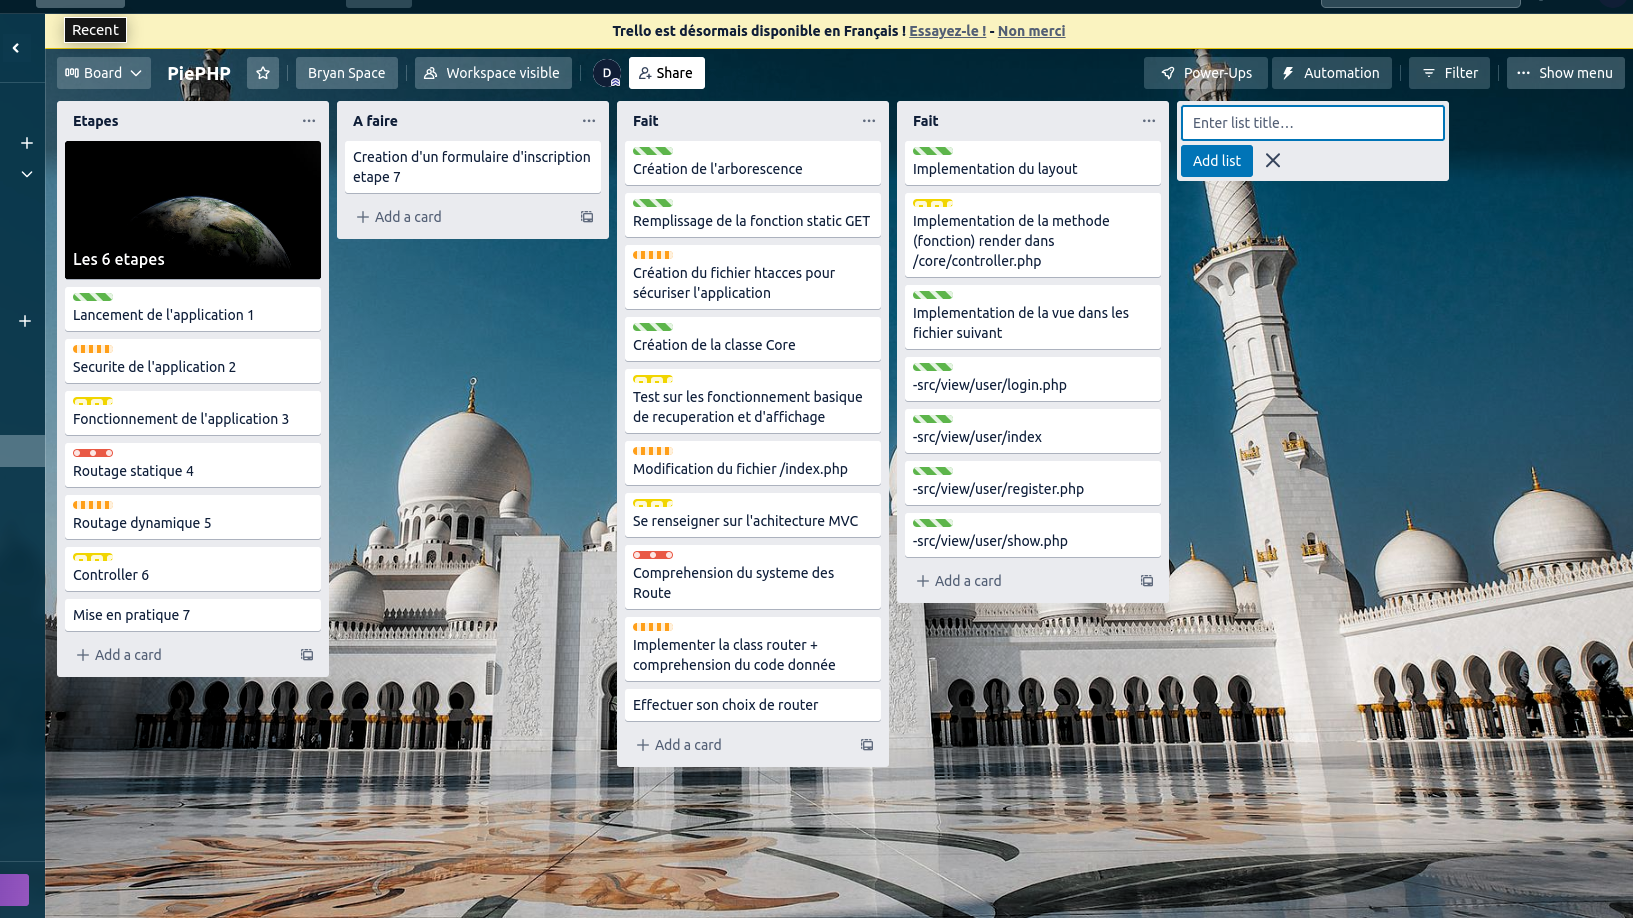 Recent
Trello est désormais disponible en Français ! Essayez-le ! - Non merci
Board
PiePHP
Bryan Space
Workspace visible
D
Share
Power-Ups
Automation
Filter
Show menu
Etapes
Les 6 etapes
Lancement de l'application 1
Securite de l'application 2
Fonctionnement de l'application 3
Routage statique 4
Routage dynamique 5
Controller 6
Mise en pratique 7
Add a card
A faire
Creation d'un formulaire d'inscription
etape 7
Add a card
Fait
Création de l'arborescence
Remplissage de la fonction static GET
Création du fichier htacces pour
sécuriser l'application
Création de la classe Core
Test sur les fonctionnement basique
de recuperation et d'affichage
Modification du fichier /index.php
Se renseigner sur l'achitecture MVC
Comprehension du systeme des
Route
Implementer la class router +
comprehension du code donnée
Effectuer son choix de router
Add a card
Fait
Implementation du layout
Implementation de la methode
(fonction) render dans
/core/controller.php
Implementation de la vue dans les
fichier suivant
-src/view/user/login.php
-src/view/user/index
-src/view/user/register.php
-src/view/user/show.php
Add a card
Enter list title…
Add list